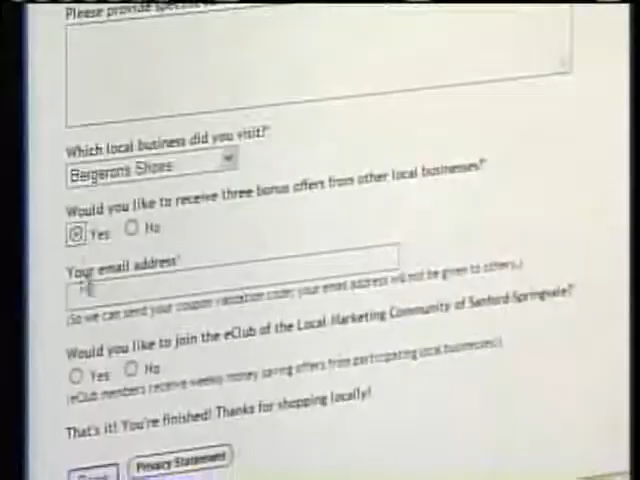 Please provide
Which local business did you visit?*
Bergeron's Shoes
Would you like to receive three bonus offers from other local businesses?*
Yes No
Your email address*
(So we can send your coupon validation code; your email address will not be given to others.)
Would you like to join the eClub of the Local Marketing Community of Sanford-Springvale?*
Yes No
(eClub members receive weekly money saving offers from participating local businesses!)
That's it! You're finished! Thanks for shopping locally!
Privacy Statement